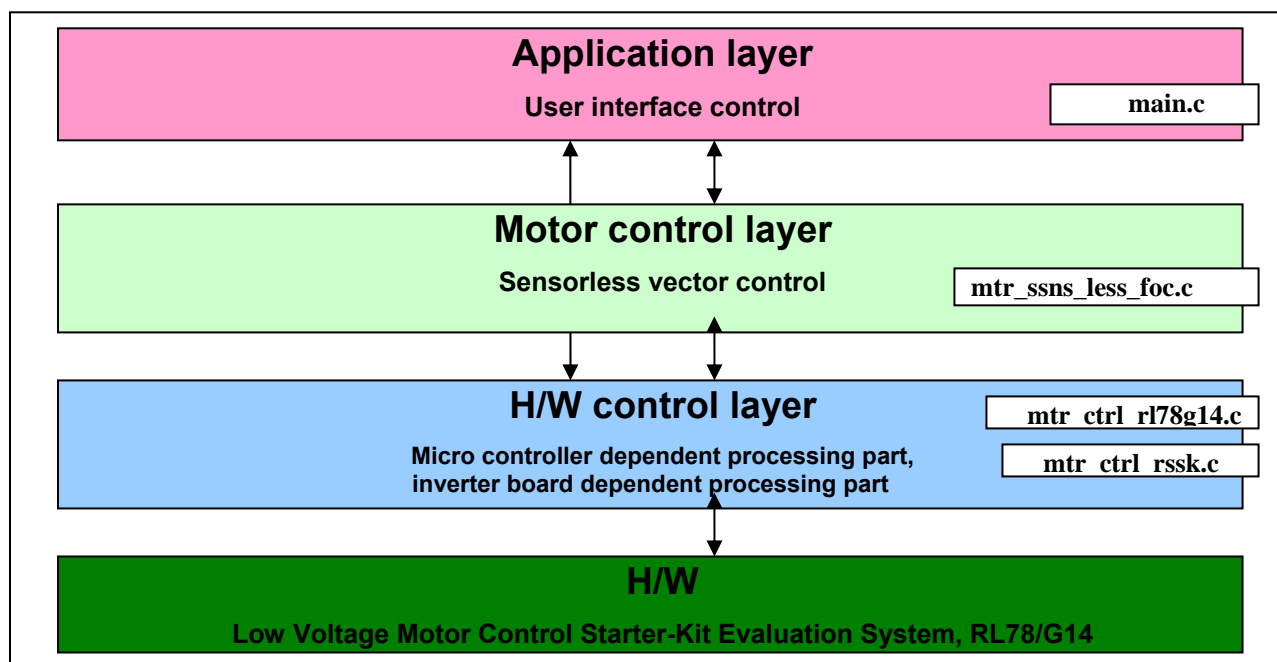 Application layer
User interface control
main.c
Motor control layer
Sensorless vector control
mtr_ssns_less_foc.c
H/W control layer
mtr_ctrl_rl78g14.c
Micro controller dependent processing part,
inverter board dependent processing part
mtr_ctrl_rssk.c
H/W
Low Voltage Motor Control Starter-Kit Evaluation System, RL78/G14